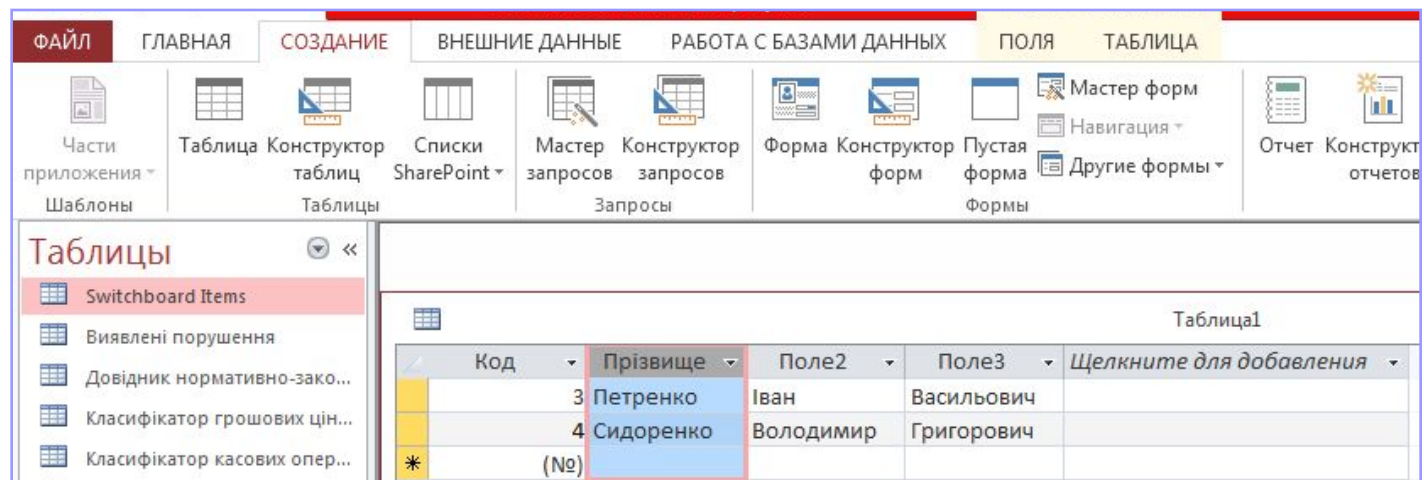 ФАЙЛ ГЛАВНАЯ СОЗДАНИЕ ВНЕШНИЕ ДАННЫЕ РАБОТА С БАЗАМИ ДАННЫХ ПОЛЯ ТАБЛИЦА
Части приложения
Шаблоны
Таблица
Конструктор таблиц
Списки SharePoint
Таблицы
Мастер запросов
Конструктор запросов
Запросы
Форма
Конструктор форм
Пустая форма
Мастер форм
Навигация
Другие формы
Формы
Отчет
Конструкт
отчетов
Таблицы «
Switchboard Items
Виявлені порушення
Довідник нормативно-зако...
Класифікатор грошових цін...
Класифікатор касових опер...
Таблица1
Код Прізвище Поле2 Поле3 Щелкните для добавления
3 Петренко Іван Васильович
4 Сидоренко Володимир Григорович
* (№)